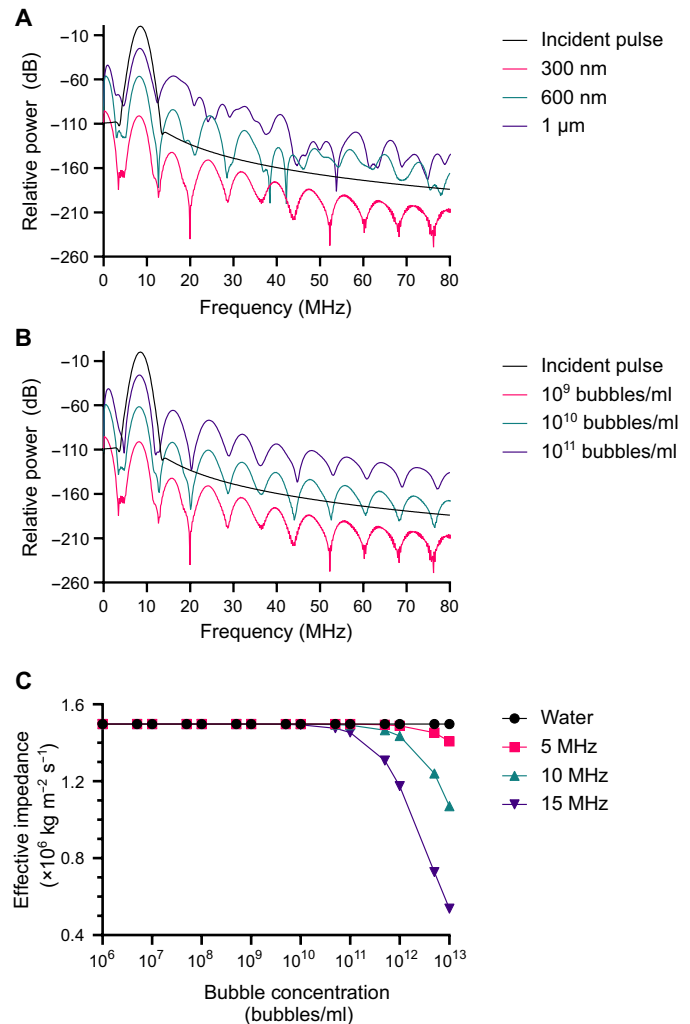 A
Relative power (dB)
−10
−60
−110
−160
−210
−260
0 10 20 30 40 50 60 70 80
Frequency (MHz)
Incident pulse
300 nm
600 nm
1 µm
B
Relative power (dB)
−10
−60
−110
−160
−210
−260
0 10 20 30 40 50 60 70 80
Frequency (MHz)
Incident pulse
10⁹ bubbles/ml
10¹⁰ bubbles/ml
10¹¹ bubbles/ml
C
Effective impedance
(×10⁶ kg m⁻² s⁻¹)
1.6
1.2
0.8
0.4
10⁶ 10⁷ 10⁸ 10⁹ 10¹⁰ 10¹¹ 10¹² 10¹³
Bubble concentration
(bubbles/ml)
Water
5 MHz
10 MHz
15 MHz